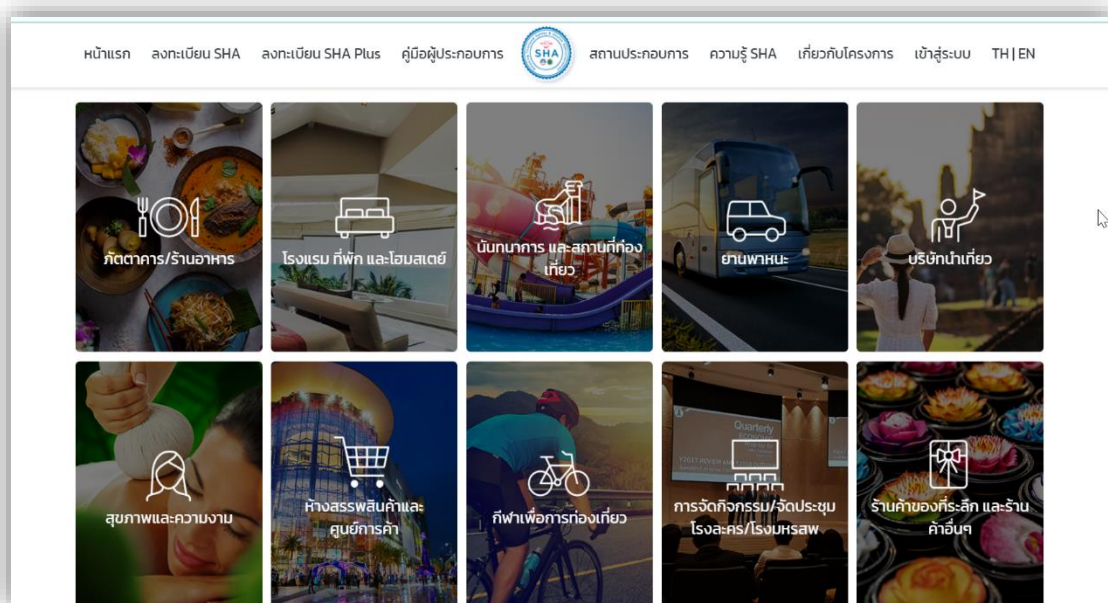 หน้าแรก ลงทะเบียน SHA ลงทะเบียน SHA Plus คู่มือผู้ประกอบการ SHA สถานประกอบการ ความรู้ SHA เกี่ยวกับโครงการ เข้าสู่ระบบ TH | EN
ภัตตาคาร/ร้านอาหาร
โรงแรม ที่พัก และโฮมสเตย์
นันทนาการ และสถานที่ท่อง
เที่ยว
ยานพาหนะ
บริษัทนำเที่ยว
สุขภาพและความงาม
ห้างสรรพสินค้าและ
ศูนย์การค้า
กีฬาเพื่อการท่องเที่ยว
Quarterly
ECONOMY
การจัดกิจกรรม/จัดประชุม
โรงละคร/โรงมหรสพ
ร้านค้าของที่ระลึก และร้าน
ค้าอื่นๆ